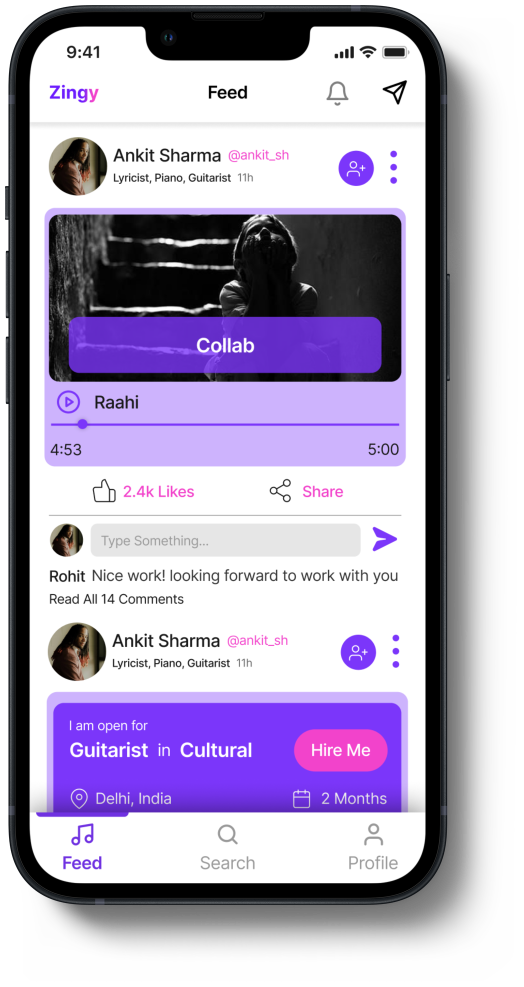 9:41
Zingy Feed
Ankit Sharma @ankit_sh
Lyricist, Piano, Guitarist 11h
Collab
Raahi
4:53 5:00
2.4k Likes Share
Type Something...
Rohit Nice work! looking forward to work with you
Read All 14 Comments
Ankit Sharma @ankit_sh
Lyricist, Piano, Guitarist 11h
I am open for
Guitarist in Cultural
Hire Me
Delhi, India 2 Months
Feed Search Profile